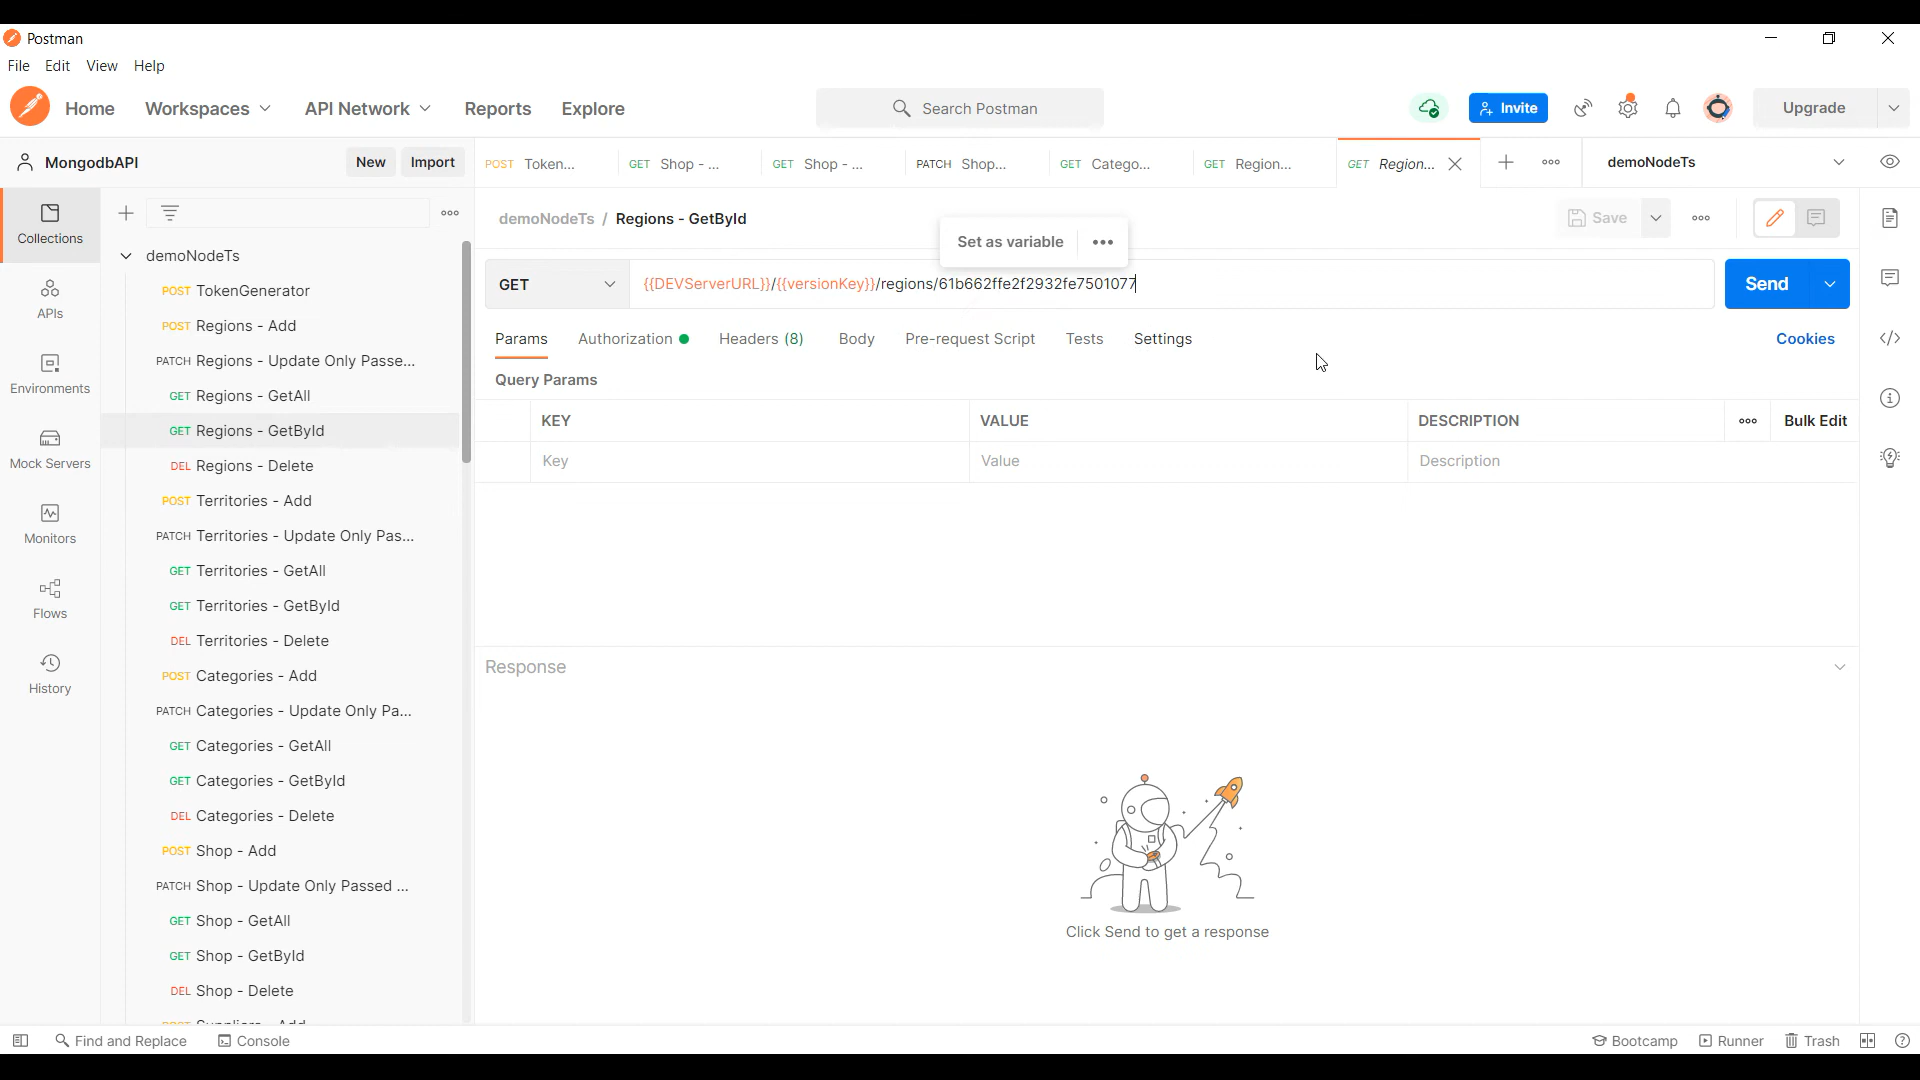 Postman
File Edit View Help
Home Workspaces API Network Reports Explore Search Postman Invite Upgrade
MongodbAPI New Import POST Token... GET Shop - ... GET Shop - ... PATCH Shop... GET Catego... GET Region... GET Region... demoNodeTs
Collections
APIs
Environments
Mock Servers
Monitors
Flows
History
demoNodeTs
POST TokenGenerator
POST Regions - Add
PATCH Regions - Update Only Passe...
GET Regions - GetAll
GET Regions - GetById
DEL Regions - Delete
POST Territories - Add
PATCH Territories - Update Only Pas...
GET Territories - GetAll
GET Territories - GetById
DEL Territories - Delete
POST Categories - Add
PATCH Categories - Update Only Pa...
GET Categories - GetAll
GET Categories - GetById
DEL Categories - Delete
POST Shop - Add
PATCH Shop - Update Only Passed ...
GET Shop - GetAll
GET Shop - GetById
DEL Shop - Delete
demoNodeTs / Regions - GetById Save
Set as variable
GET {{DEVServerURL}}/{{versionKey}}/regions/61b662ffe2f2932fe7501077 Send
Params Authorization Headers (8) Body Pre-request Script Tests Settings Cookies
Query Params
KEY VALUE DESCRIPTION Bulk Edit
Key Value Description
Response
Click Send to get a response
Find and Replace Console Bootcamp Runner Trash